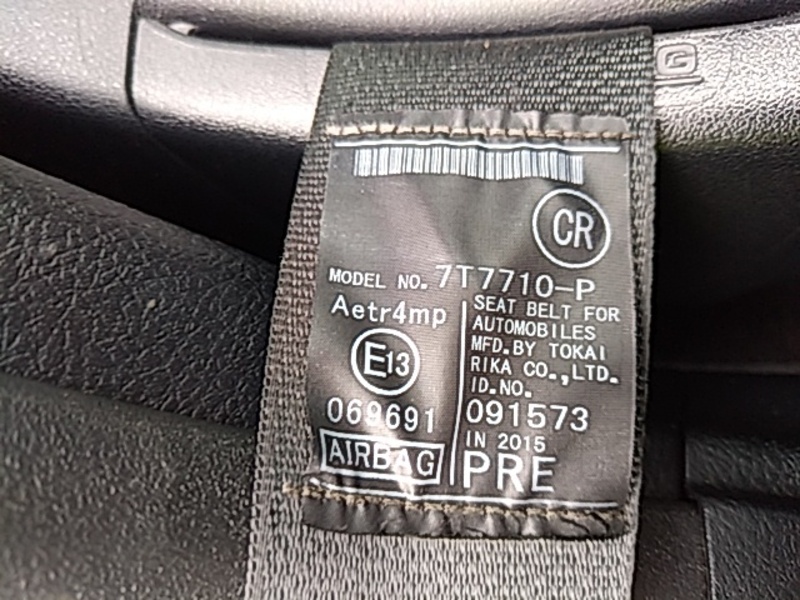 G
CR
MODEL NO. 7T7710-P
Aetr4mp
E13
069691
AIRBAG
SEAT BELT FOR
AUTOMOBILES
MFD. BY TOKAI
RIKA CO., LTD.
ID. NO.
091573
IN 2015
PRE